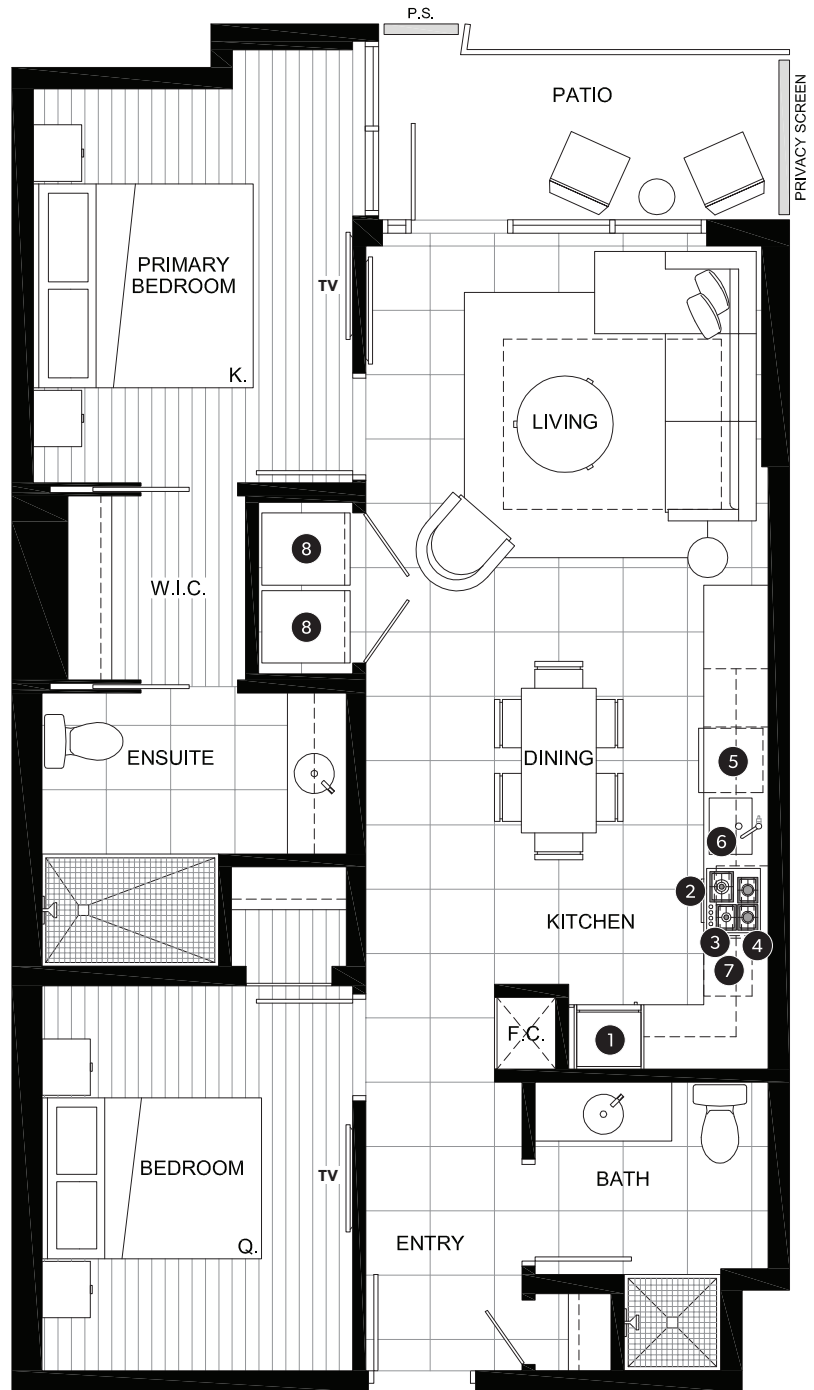 P.S.
PATIO
PRIVACY SCREEN
PRIMARY
BEDROOM
TV
K.
LIVING
8
W.I.C.
8
ENSUITE
DINING
5
6
2
KITCHEN
3
4
7
F.C.
1
BEDROOM
TV
BATH
Q.
ENTRY